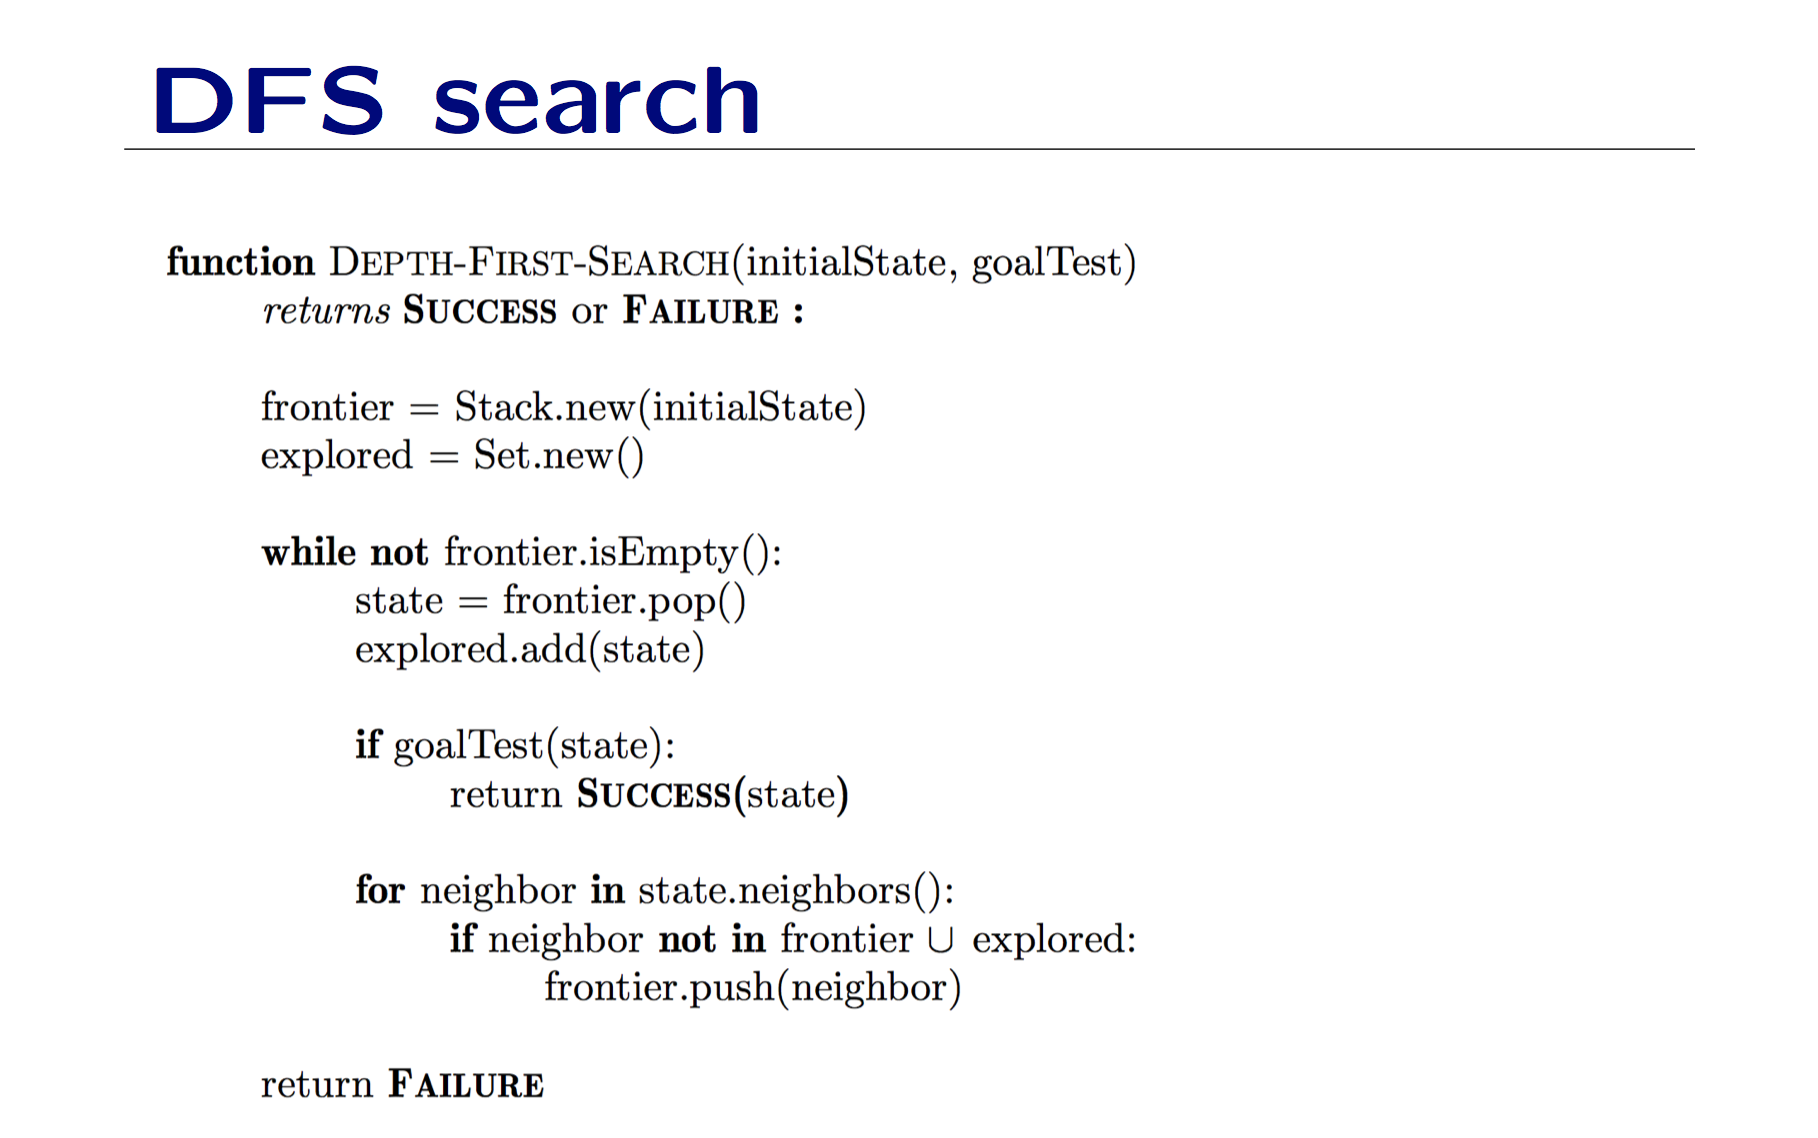 DFS search
function DEPTH-FIRST-SEARCH(initialState, goalTest)
returns SUCCESS or FAILURE :
frontier = Stack.new(initialState)
explored = Set.new()
while not frontier.isEmpty():
state = frontier.pop()
explored.add(state)
if goalTest(state):
return SUCCESS(state)
for neighbor in state.neighbors():
if neighbor not in frontier ∪ explored:
frontier.push(neighbor)
return FAILURE